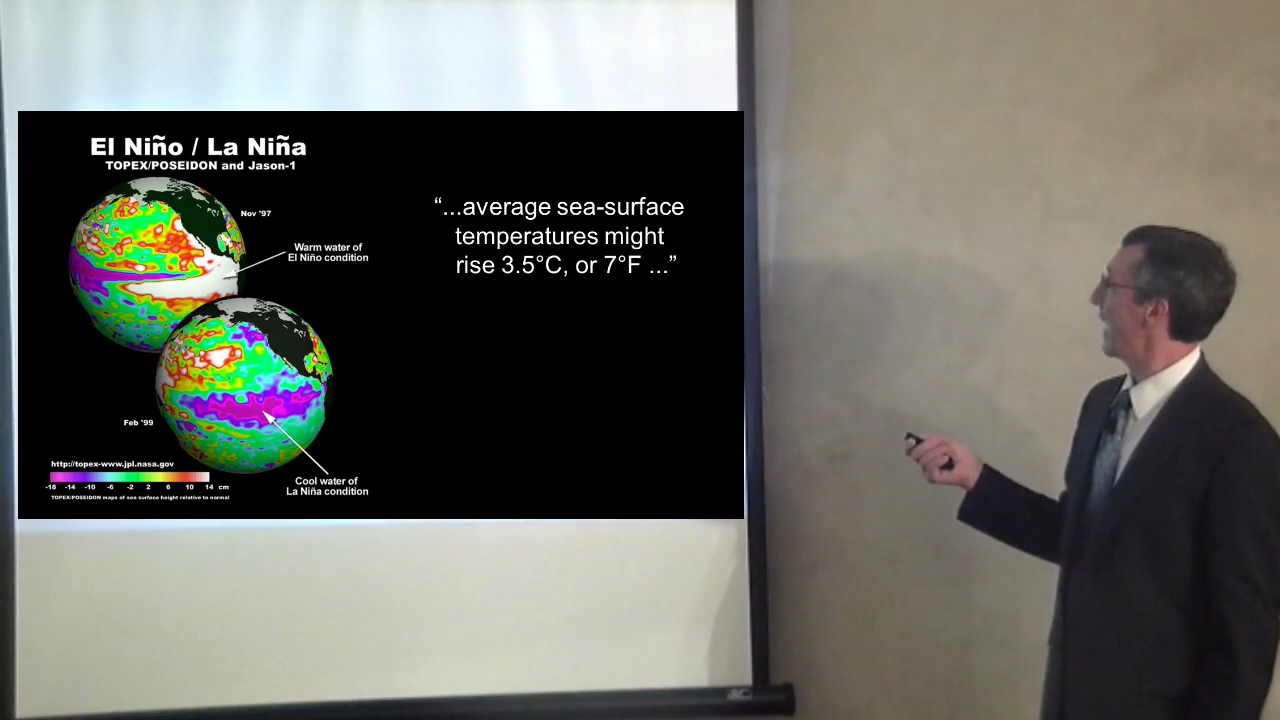 El Niño / La Niña
TOPEX/POSEIDON and Jason-1
Nov '97
Warm water of
El Niño condition
“...average sea-surface
temperatures might
rise 3.5°C, or 7°F ...”
Feb '99
http://topex-www.jpl.nasa.gov
-18 -14 -10 -6 -2 2 6 10 14 cm
TOPEX/POSEIDON maps of sea surface height relative to normal
Cool water of
La Niña condition